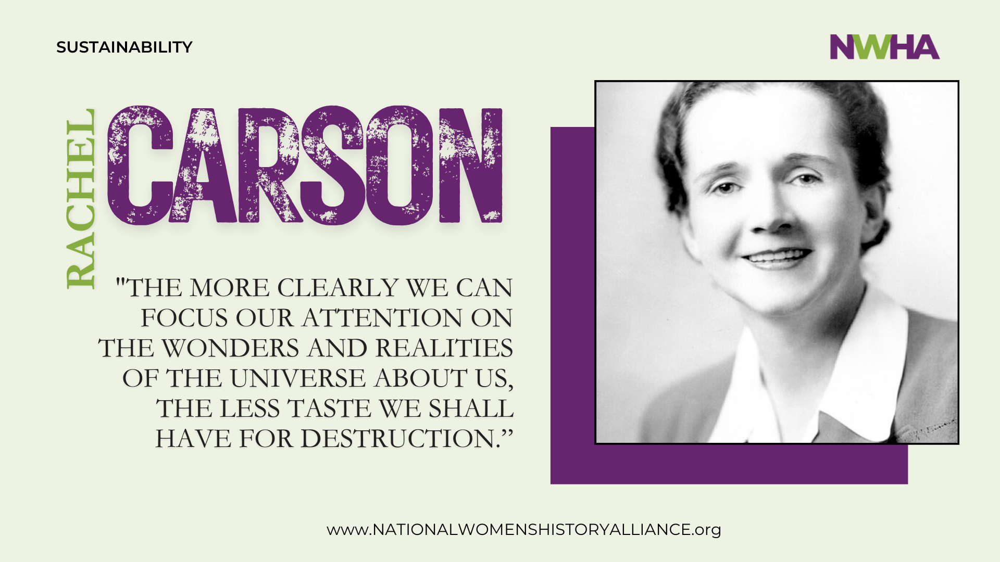 SUSTAINABILITY
NWHA
RACHEL
CARSON
"THE MORE CLEARLY WE CAN
FOCUS OUR ATTENTION ON
THE WONDERS AND REALITIES
OF THE UNIVERSE ABOUT US,
THE LESS TASTE WE SHALL
HAVE FOR DESTRUCTION.”
www.NATIONALWOMENSHISTORYALLIANCE.org